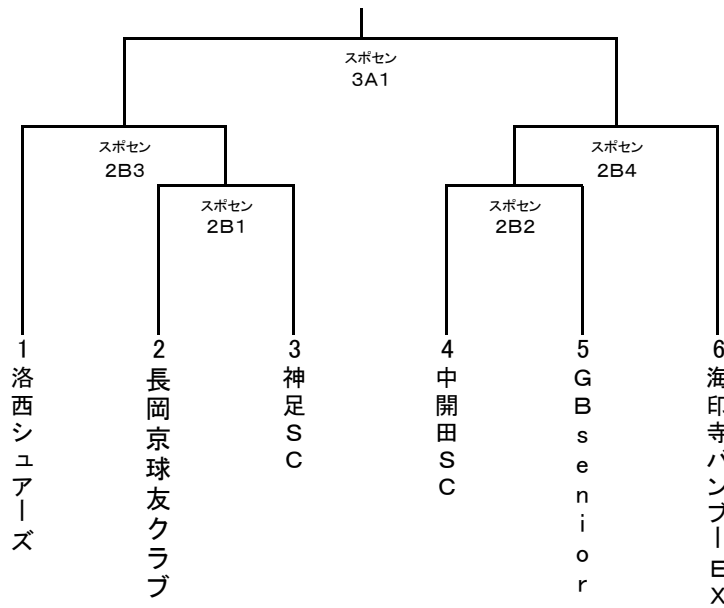 スポセン
3A1
スポセン
2B3
スポセン
2B4
スポセン
2B1
スポセン
2B2
1
洛西シュアーズ
2
長岡京球友クラブ
3
神足SC
4
中開田SC
5
GBsenior
6
海印寺バンブーEX